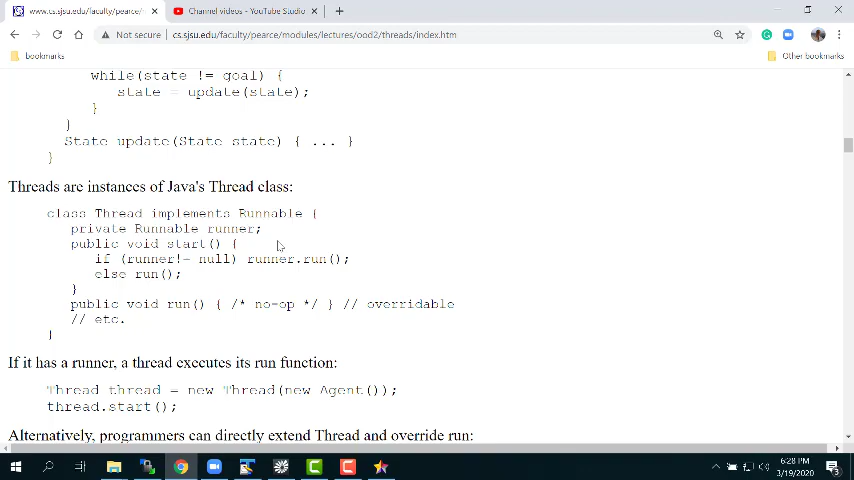 www.cs.sjsu.edu/faculty/pearce/
Channel videos - YouTube Studio
Not secure
cs.sjsu.edu/faculty/pearce/modules/lectures/ood2/threads/index.htm
bookmarks
Other bookmarks
while(state != goal) {
state = update(state);
}
}
State update(State state) { ... }
}
Threads are instances of Java's Thread class:
class Thread implements Runnable {
private Runnable runner;
public void start() {
if (runner!= null) runner.run();
else run();
}
public void run() { /* no-op */ } // overridable
// etc.
}
If it has a runner, a thread executes its run function:
Thread thread = new Thread(new Agent());
thread.start();
Alternatively, programmers can directly extend Thread and override run:
6:28 PM
3/19/2020
3